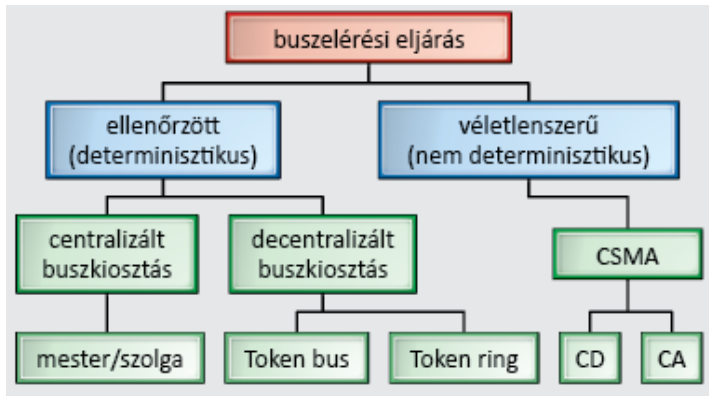 buszelérési eljárás
ellenőrzött
(determinisztikus)
véletlenszerű
(nem determinisztikus)
centralizált
buszkiosztás
decentralizált
buszkiosztás
CSMA
mester/szolga
Token bus
Token ring
CD
CA